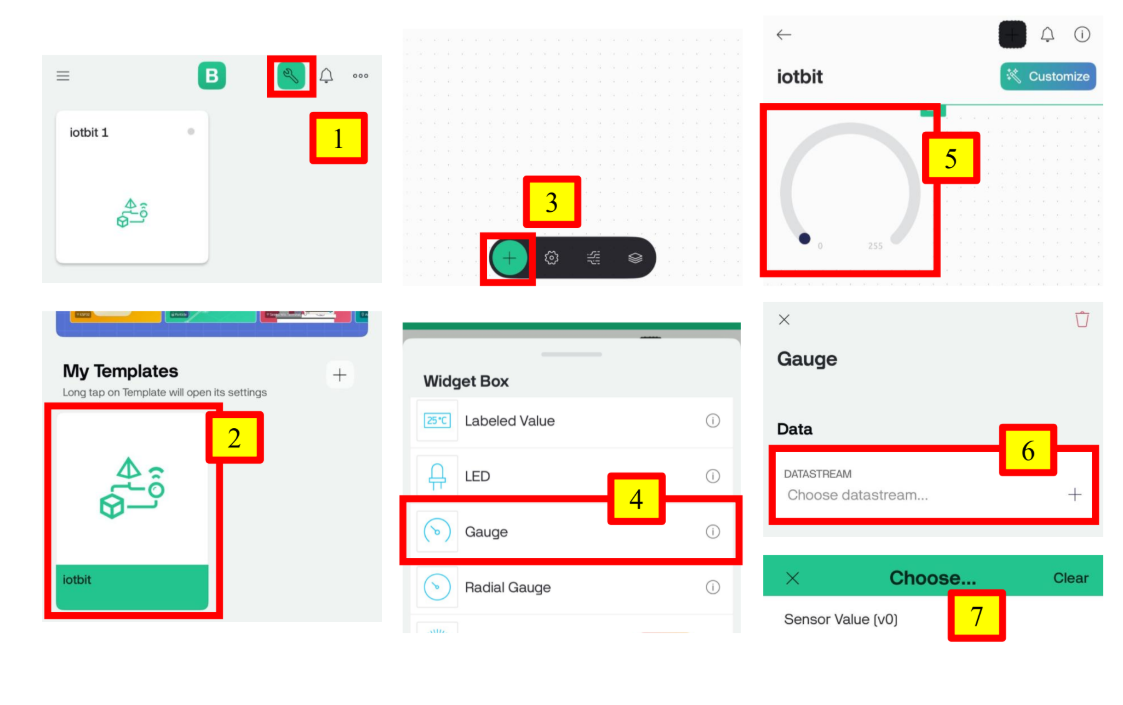 B
iotbit 1
1
My Templates
Long tap on Template will open its settings
2
iotbit
3
Widget Box
25°C Labeled Value
LED
4
Gauge
Radial Gauge
iotbit
Customize
5
0 255
Gauge
Data
6
DATASTREAM
Choose datastream...
Choose...
Clear
Sensor Value (v0)
7